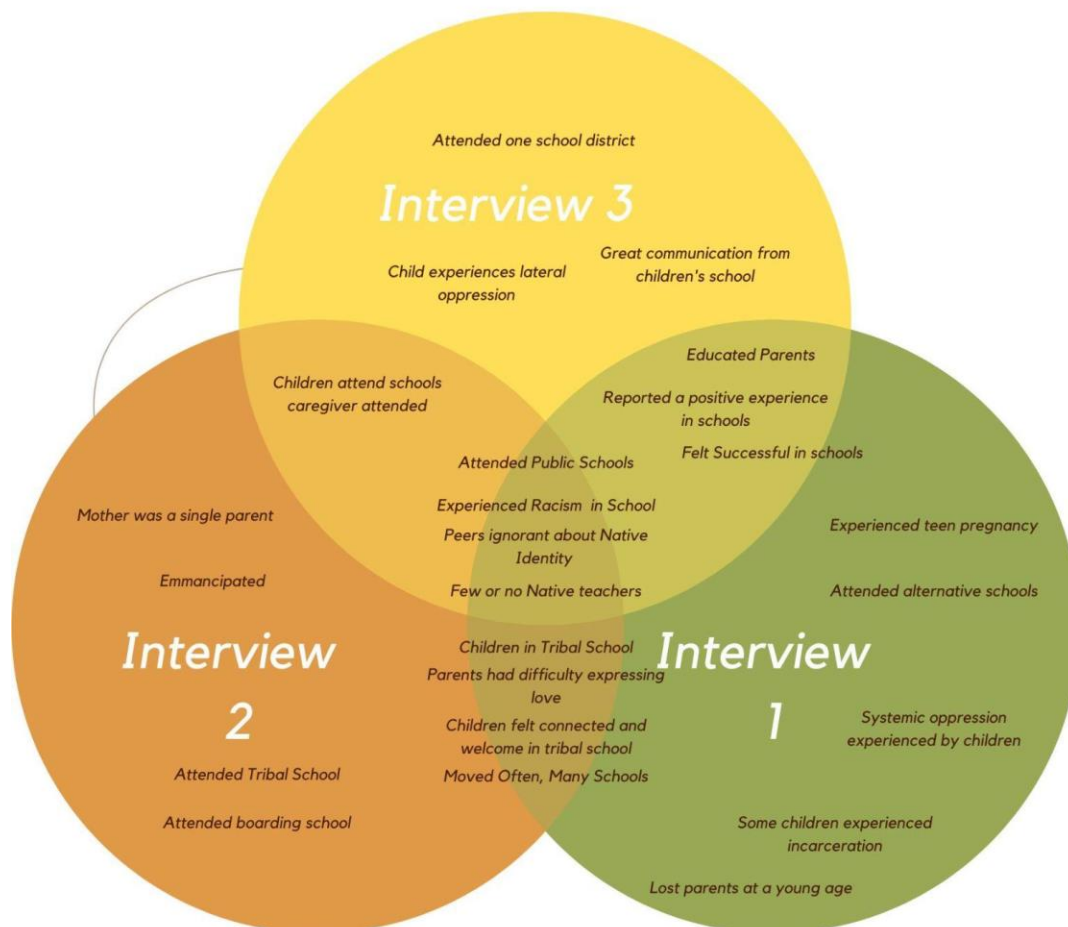 Attended one school district
Interview 3
Child experiences lateral
oppression
Great communication from
children's school
Children attend schools
caregiver attended
Educated Parents
Reported a positive experience
in schools
Felt Successful in schools
Attended Public Schools
Experienced Racism in School
Peers ignorant about Native
Identity
Few or no Native teachers
Mother was a single parent
Emmancipated
Interview
2
Attended Tribal School
Attended boarding school
Children in Tribal School
Parents had difficulty expressing
love
Children felt connected and
welcome in tribal school
Moved Often, Many Schools
Experienced teen pregnancy
Attended alternative schools
Interview
1
Systemic oppression
experienced by children
Some children experienced
incarceration
Lost parents at a young age